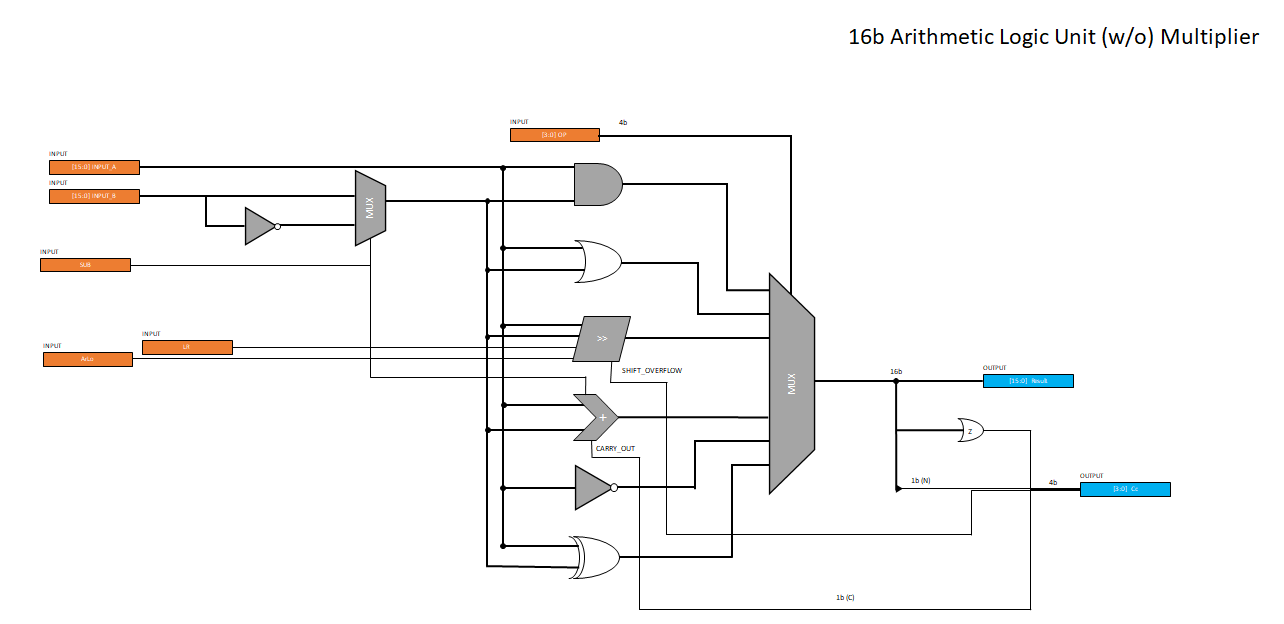 16b Arithmetic Logic Unit (w/o) Multiplier
INPUT
[3:0] OP
4b
INPUT
[15:0] INPUT_A
INPUT
[15:0] INPUT_B
MUX
INPUT
SUB
INPUT
LR
INPUT
ArLo
>>
SHIFT_OVERFLOW
MUX
16b
OUTPUT
[15:0] Result
+
CARRY_OUT
Z
1b (N)
4b
OUTPUT
[3:0] Cc
1b (C)